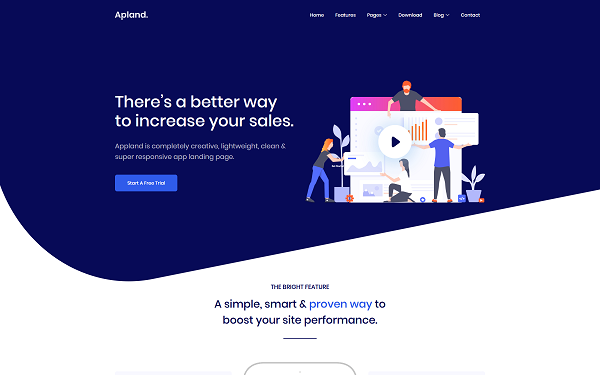 Apland.
Home Features Pages Download Blog Contact
There's a better way
to increase your sales.
Appland is completely creative, lightweight, clean &
super responsive app landing page.
Start A Free Trial
THE BRIGHT FEATURE
A simple, smart & proven way to
boost your site performance.